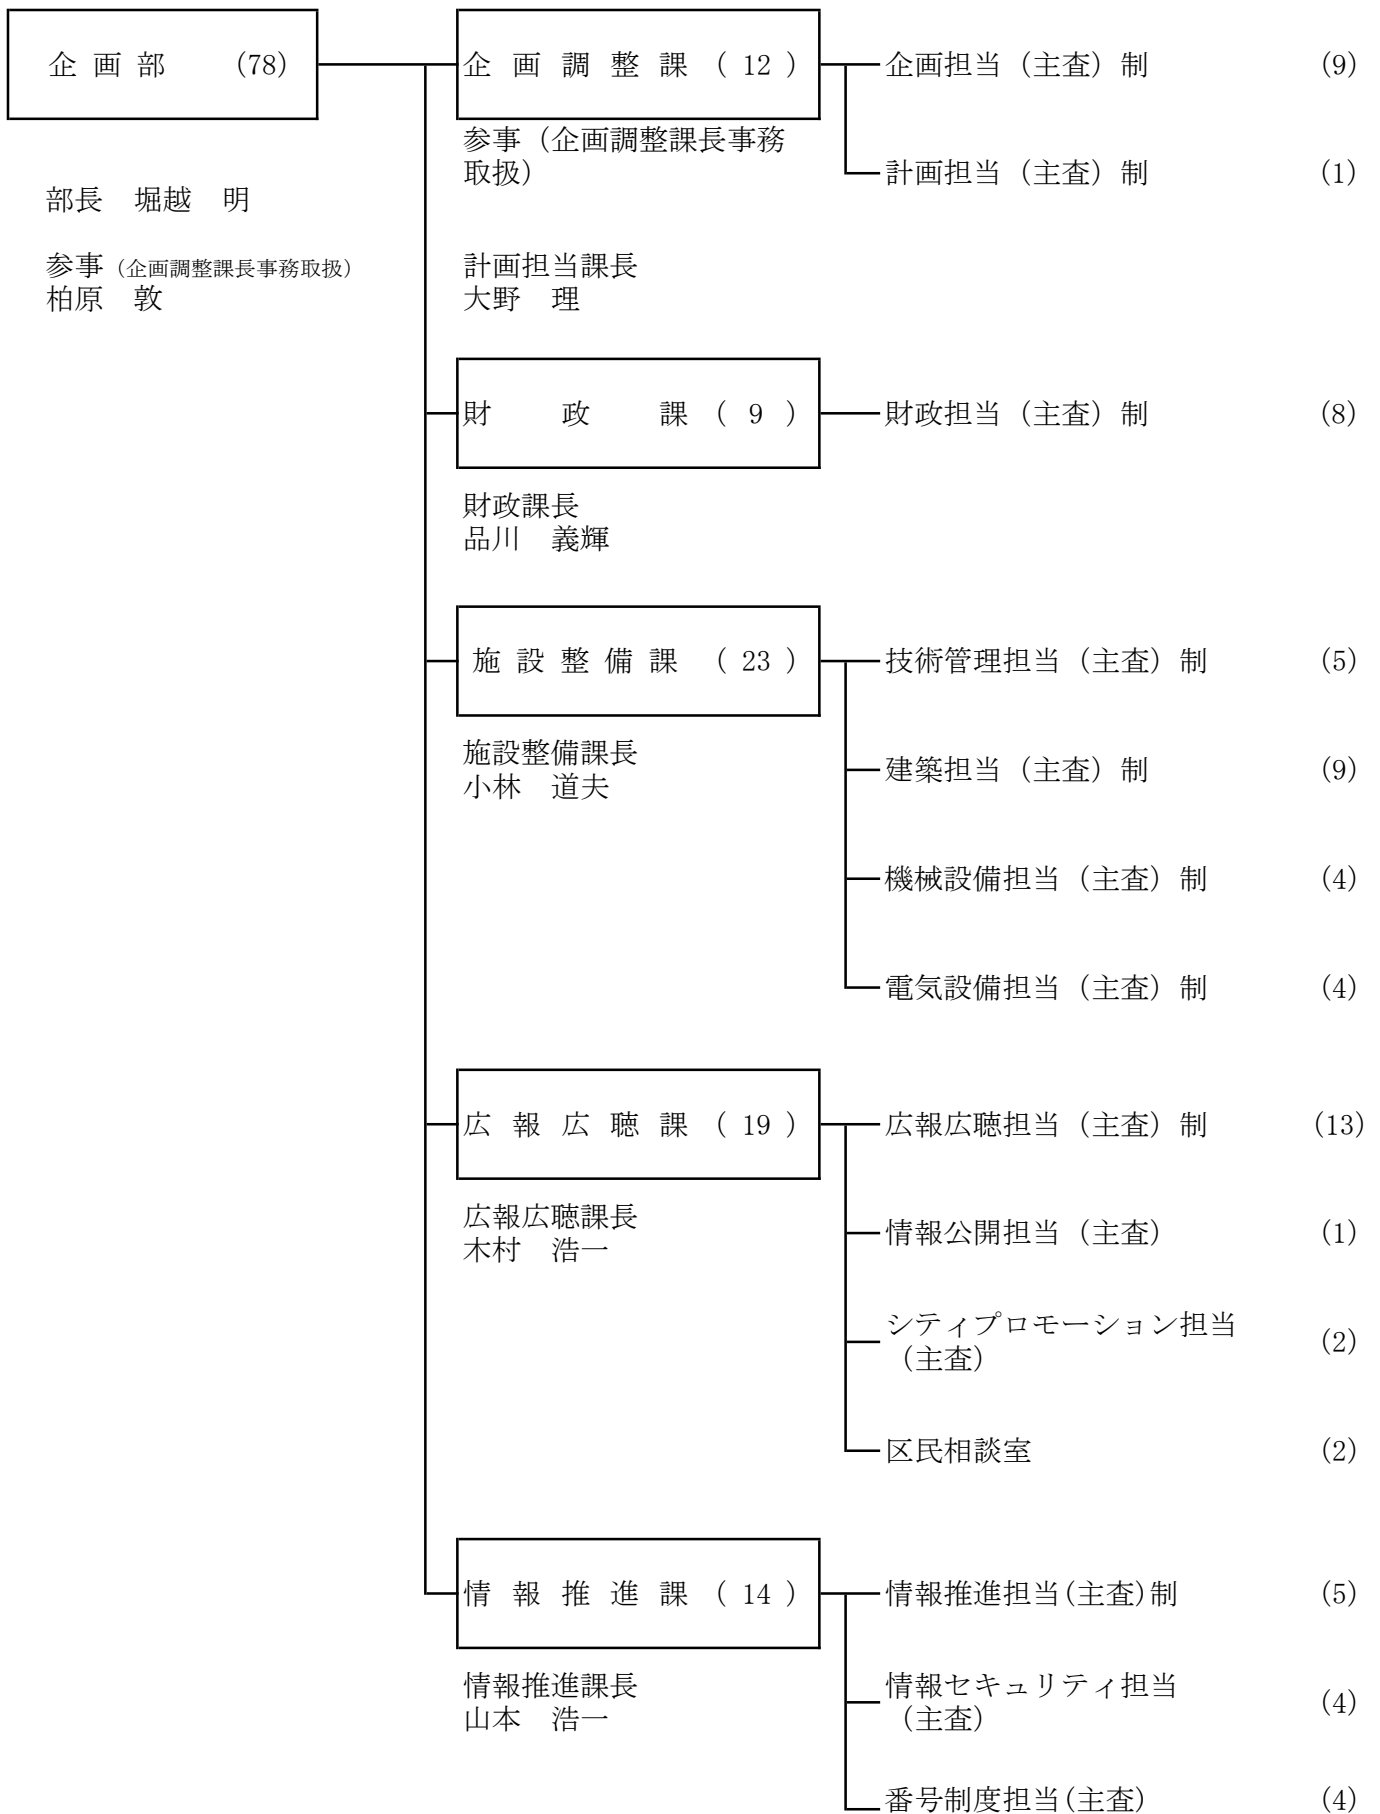 企画部 (78)
部長 堀越 明
参事（企画調整課長事務取扱）
柏原 敦
企画調整課(12)
参事（企画調整課長事務
取扱）
計画担当課長
大野 理
企画担当（主査）制 (9)
計画担当（主査）制 (1)
財政課(9)
財政課長
品川 義輝
財政担当（主査）制 (8)
施設整備課(23)
施設整備課長
小林 道夫
技術管理担当（主査）制 (5)
建築担当（主査）制 (9)
機械設備担当（主査）制 (4)
電気設備担当（主査）制 (4)
広報広聴課(19)
広報広聴課長
木村 浩一
広報広聴担当（主査）制 (13)
情報公開担当（主査） (1)
シティプロモーション担当
（主査） (2)
区民相談室 (2)
情報推進課(14)
情報推進課長
山本 浩一
情報推進担当(主査)制 (5)
情報セキュリティ担当
（主査） (4)
番号制度担当(主査) (4)